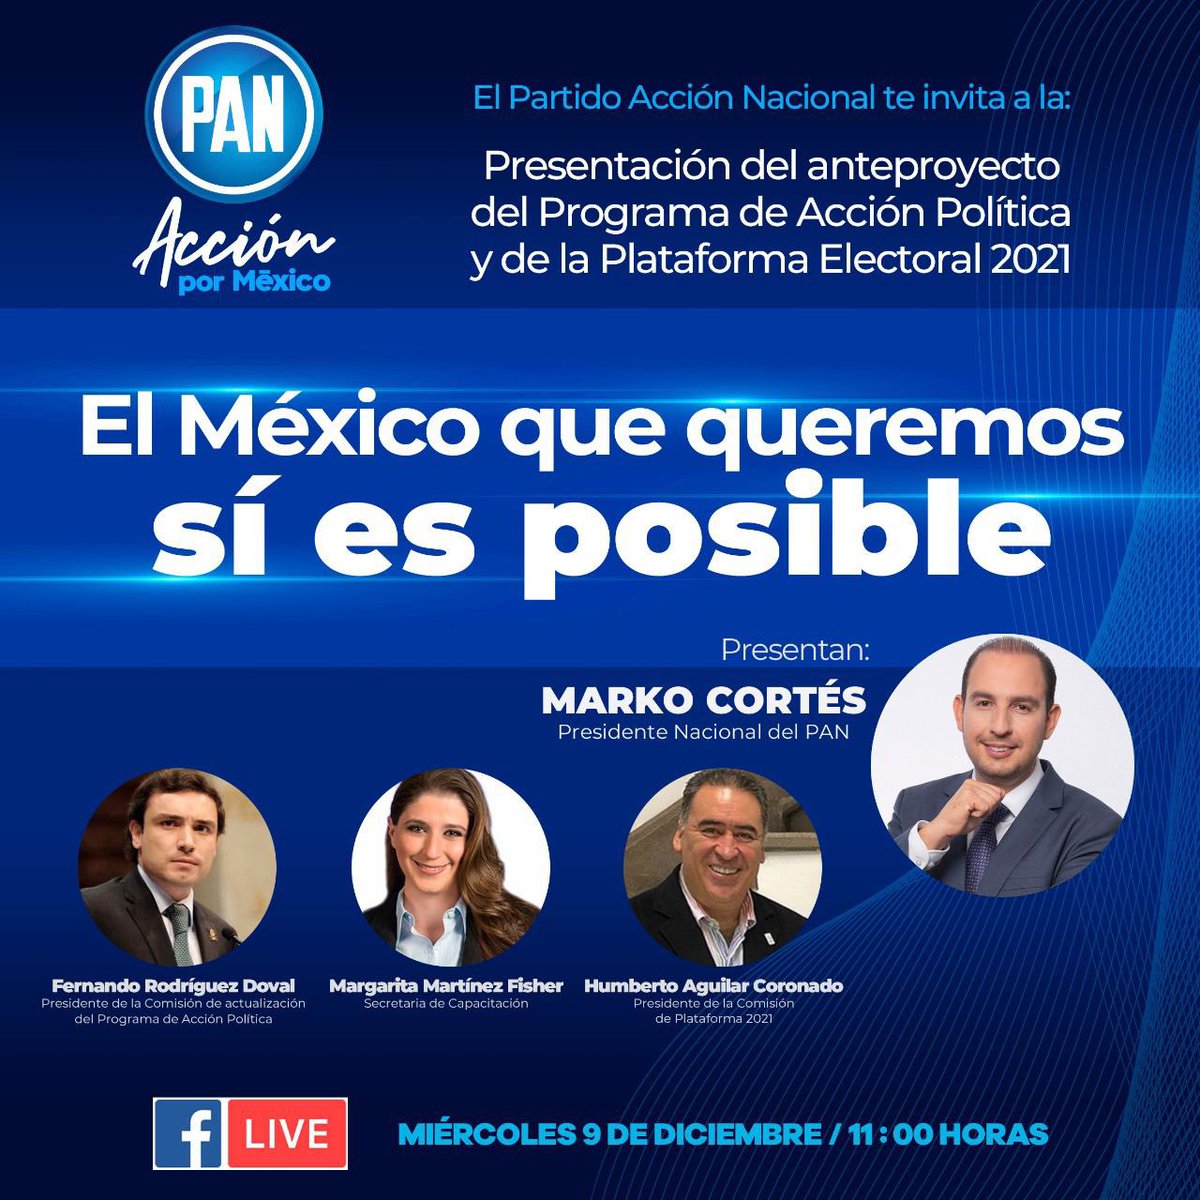 PAN
Acción
por México
El Partido Acción Nacional te invita a la:
Presentación del anteproyecto
del Programa de Acción Política
y de la Plataforma Electoral 2021
El México que queremos
sí es posible
Presentan:
MARKO CORTÉS
Presidente Nacional del PAN
Fernando Rodríguez Doval
Presidente de la Comisión de actualización
del Programa de Acción Política
Margarita Martínez Fisher
Secretaria de Capacitación
Humberto Aguilar Coronado
Presidente de la Comisión
de Plataforma 2021
f LIVE
MIÉRCOLES 9 DE DICIEMBRE / 11 : 00 HORAS